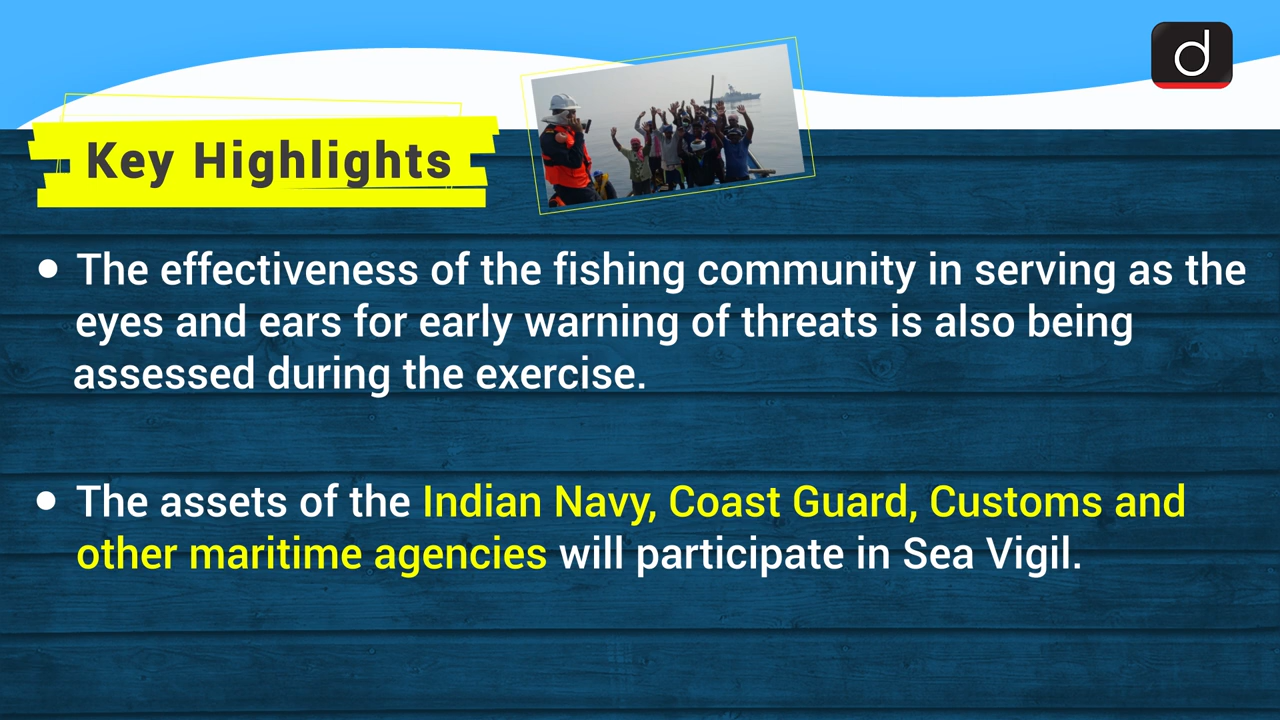 d
Key Highlights
• The effectiveness of the fishing community in serving as the
eyes and ears for early warning of threats is also being
assessed during the exercise.
• The assets of the Indian Navy, Coast Guard, Customs and
other maritime agencies will participate in Sea Vigil.